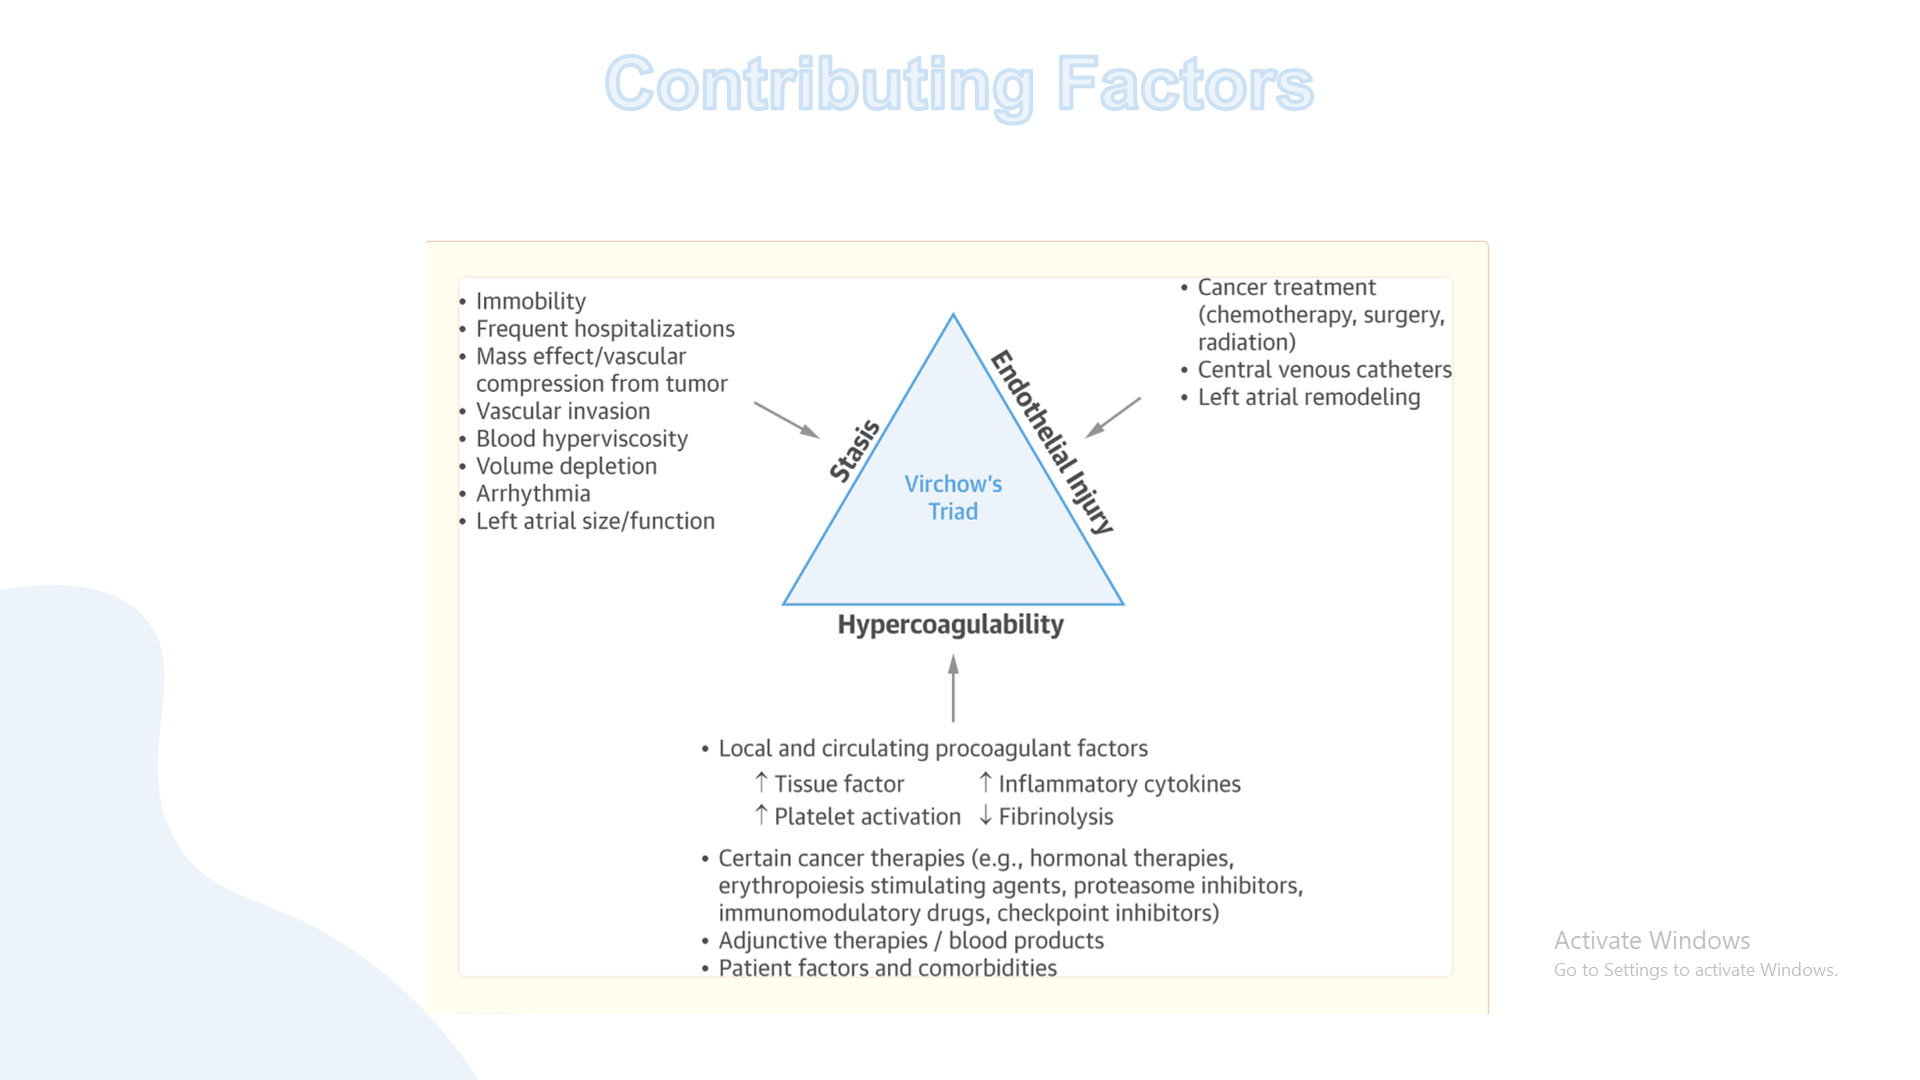 Contributing Factors
• Immobility
• Frequent hospitalizations
• Mass effect/vascular
compression from tumor
• Vascular invasion
• Blood hyperviscosity
• Volume depletion
• Arrhythmia
• Left atrial size/function
• Cancer treatment
(chemotherapy, surgery,
radiation)
• Central venous catheters
• Left atrial remodeling
Stasis
Endothelial Injury
Virchow's
Triad
Hypercoagulability
• Local and circulating procoagulant factors
↑ Tissue factor ↑ Inflammatory cytokines
↑ Platelet activation ↓ Fibrinolysis
• Certain cancer therapies (e.g., hormonal therapies,
erythropoiesis stimulating agents, proteasome inhibitors,
immunomodulatory drugs, checkpoint inhibitors)
• Adjunctive therapies / blood products
• Patient factors and comorbidities
Activate Windows
Go to Settings to activate Windows.